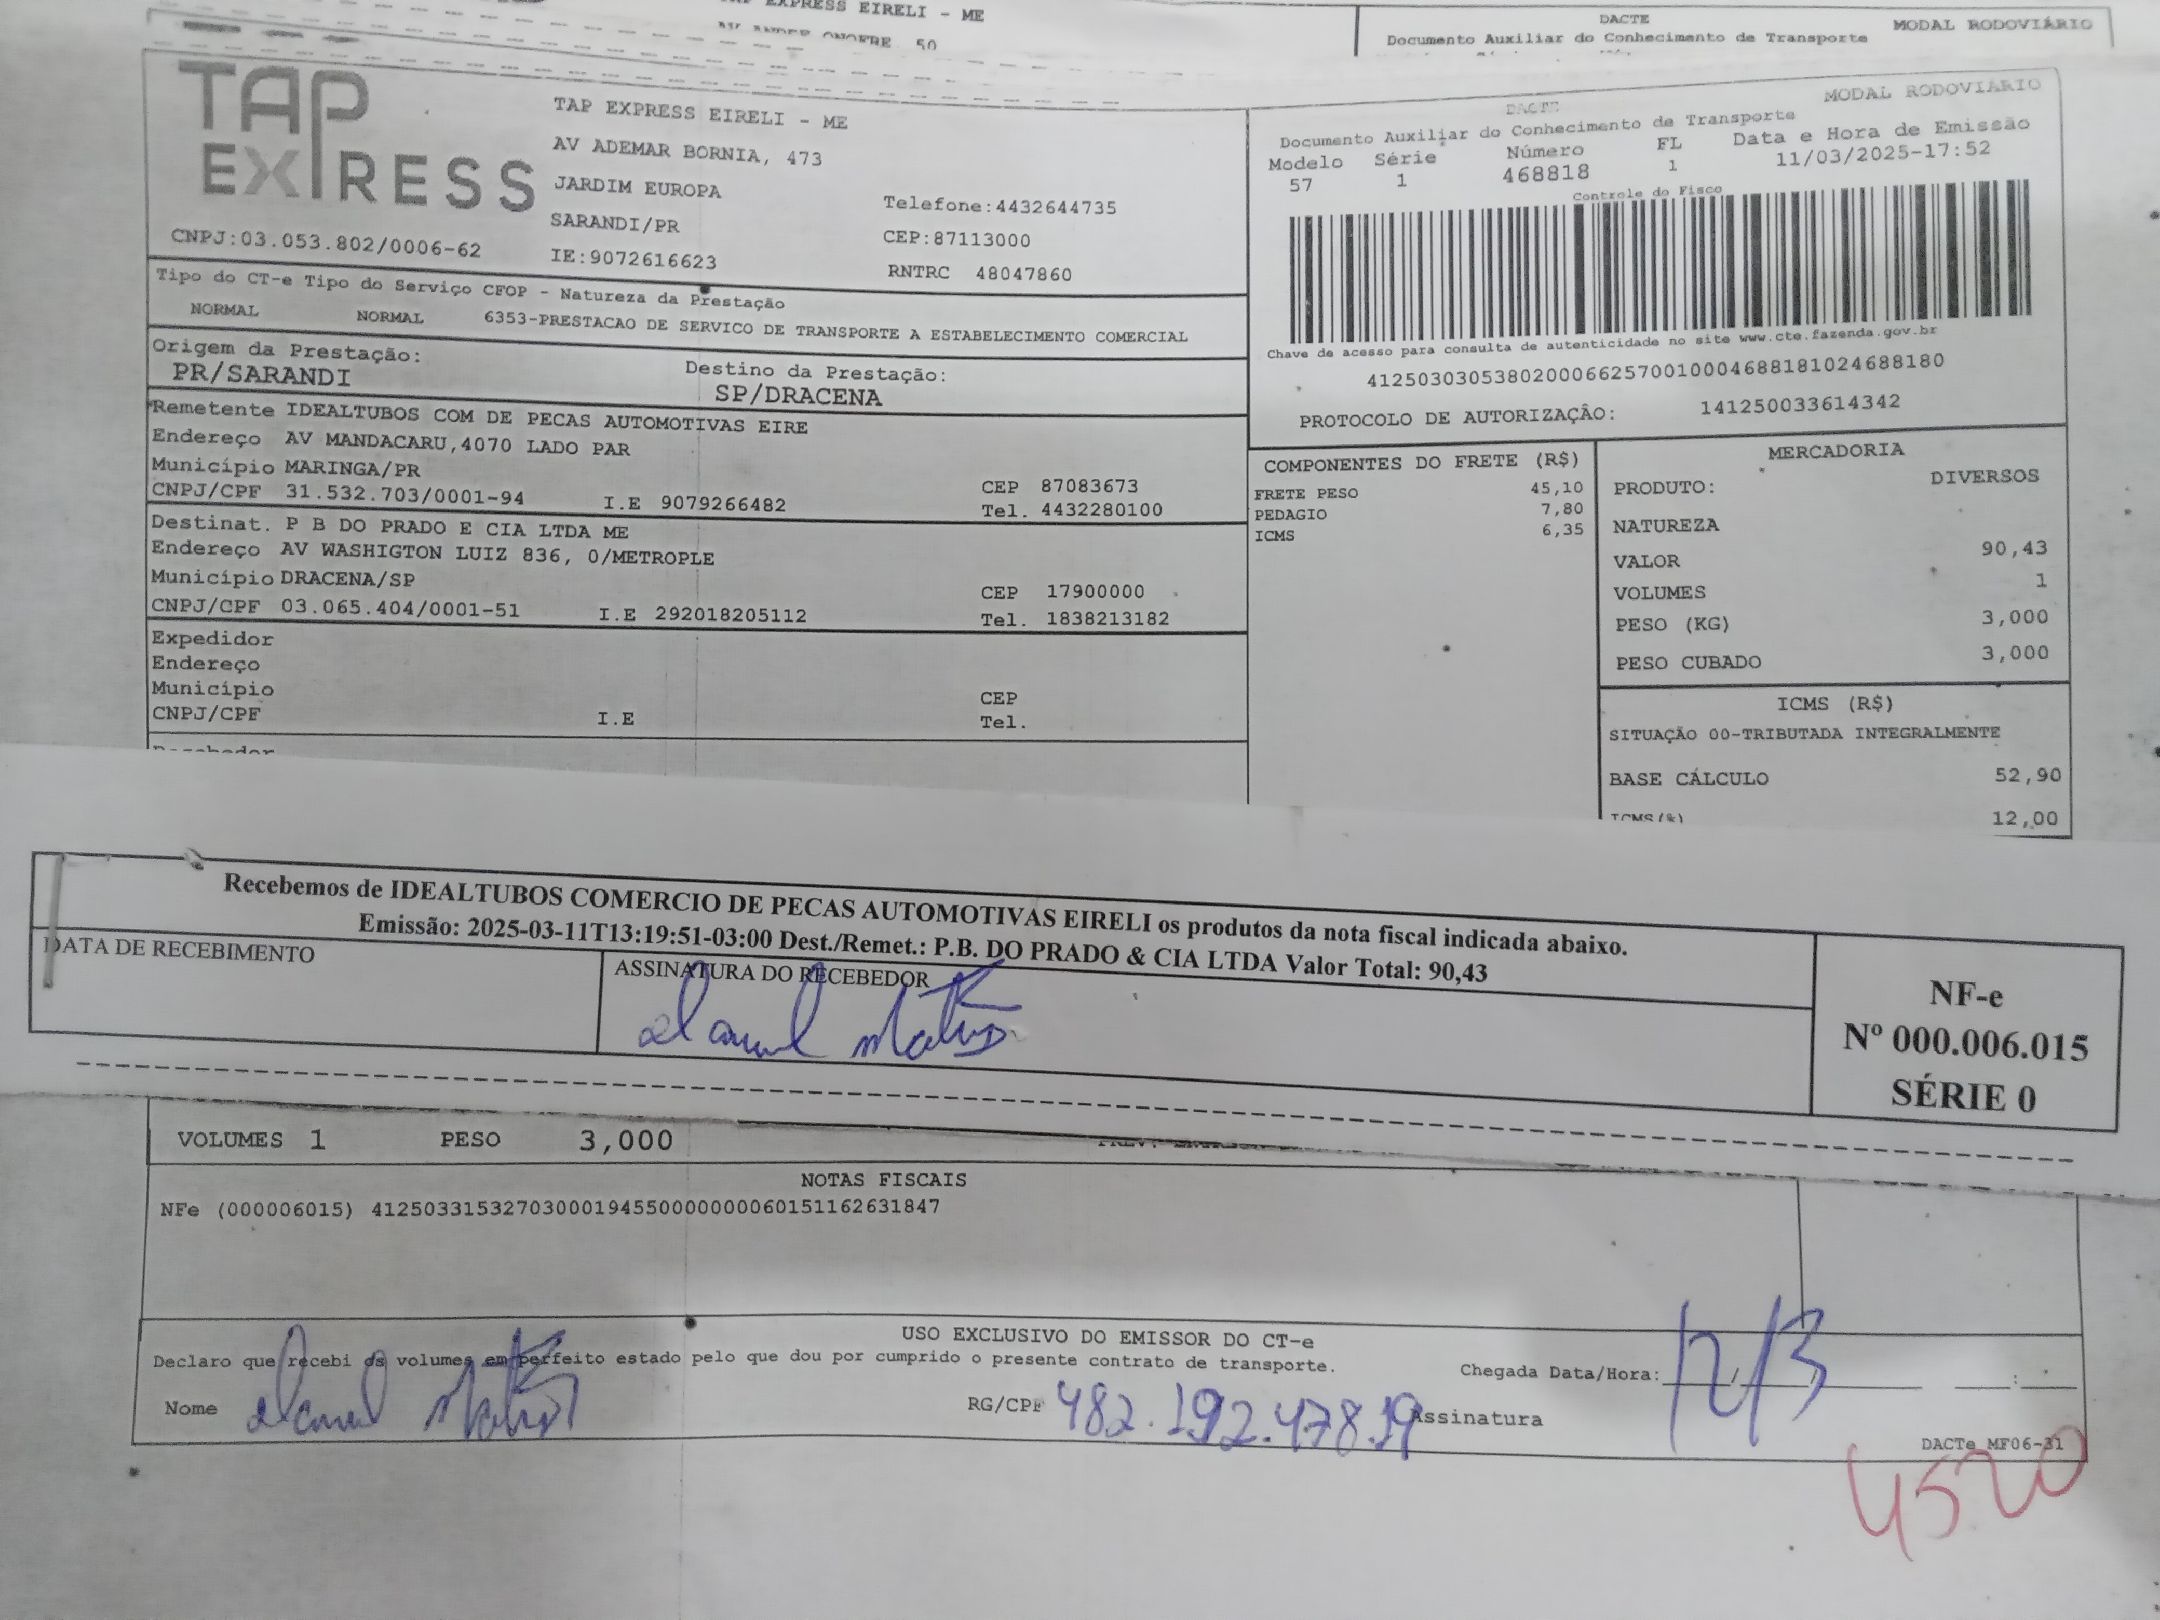 EXPRESS EIRELI - ME
DACTE
MODAL RODOVIÁRIO
Documento Auxiliar do Conhecimento de Transporte
TAP EXPRESS
TAP EXPRESS EIRELI - ME
AV ADEMAR BORNIA, 473
JARDIM EUROPA
Telefone:4432644735
SARANDI/PR
CEP:87113000
CNPJ:03.053.802/0006-62
IE:9072616623
RNTRC 48047860
DACTE
MODAL RODOVIÁRIO
Documento Auxiliar do Conhecimento de Transporte
Modelo Série Número FL Data e Hora de Emissão
57 1 468818 1 11/03/2025-17:52
Controle do Fisco
Chave de acesso para consulta de autenticidade no site www.cte.fazenda.gov.br
41250303053802000662570010004688181024688180
PROTOCOLO DE AUTORIZAÇÃO: 141250033614342
Tipo do CT-e Tipo do Serviço CFOP - Natureza da Prestação
NORMAL NORMAL 6353-PRESTACAO DE SERVICO DE TRANSPORTE A ESTABELECIMENTO COMERCIAL
Origem da Prestação: Destino da Prestação:
PR/SARANDI SP/DRACENA
Remetente IDEALTUBOS COM DE PECAS AUTOMOTIVAS EIRE
Endereço AV MANDACARU,4070 LADO PAR
Município MARINGA/PR CEP 87083673
CNPJ/CPF 31.532.703/0001-94 I.E 9079266482 Tel. 4432280100
Destinat. P B DO PRADO E CIA LTDA ME
Endereço AV WASHIGTON LUIZ 836, 0/METROPLE
Município DRACENA/SP CEP 17900000
CNPJ/CPF 03.065.404/0001-51 I.E 292018205112 Tel. 1838213182
Expedidor
Endereço
Município CEP
CNPJ/CPF I.E Tel.
COMPONENTES DO FRETE (R$)
FRETE PESO 45,10
PEDAGIO 7,80
ICMS 6,35
MERCADORIA
PRODUTO: DIVERSOS
NATUREZA
VALOR 90,43
VOLUMES 1
PESO (KG) 3,000
PESO CUBADO 3,000
ICMS (R$)
SITUAÇÃO 00-TRIBUTADA INTEGRALMENTE
BASE CÁLCULO 52,90
ICMS(%) 12,00
Recebemos de IDEALTUBOS COMERCIO DE PECAS AUTOMOTIVAS EIRELI os produtos da nota fiscal indicada abaixo.
Emissão: 2025-03-11T13:19:51-03:00 Dest./Remet.: P.B. DO PRADO & CIA LTDA Valor Total: 90,43
DATA DE RECEBIMENTO
ASSINATURA DO RECEBEDOR
NF-e
Nº 000.006.015
SÉRIE 0
VOLUMES 1 PESO 3,000
NOTAS FISCAIS
NFe (000006015) 41250331532703000194550000000060151162631847
USO EXCLUSIVO DO EMISSOR DO CT-e
Declaro que recebi os volumes em perfeito estado pelo que dou por cumprido o presente contrato de transporte.
Chegada Data/Hora: 12/3
Nome
RG/CPF 482.192.478.19 Assinatura
DACTe MF06-31
4520